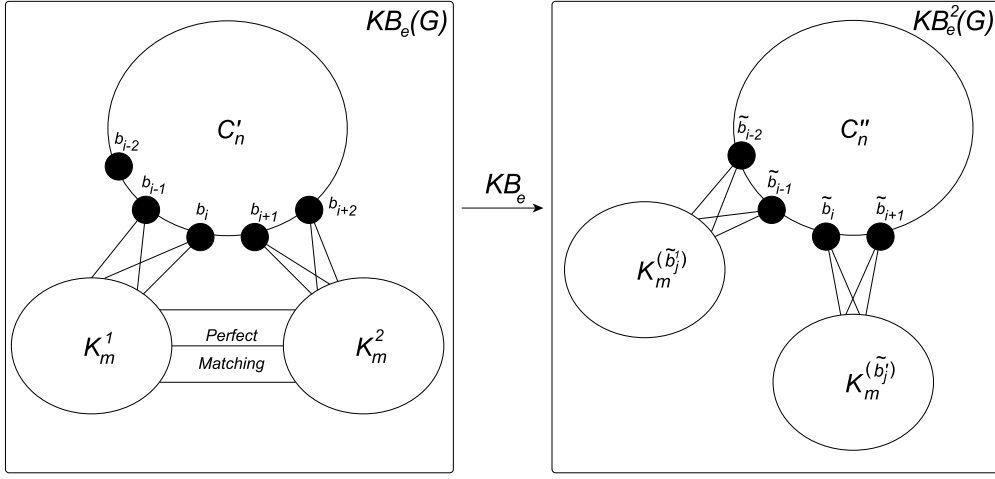 KB_e(G)
C'_n
b_{i-2}
b_{i-1}
b_i
b_{i+1}
b_{i+2}
K_m^1
Perfect
Matching
K_m^2
KB_e
KB_e^2(G)
C''_n
b̃_{i-2}
b̃_{i-1}
b̃_i
b̃_{i+1}
K_m^{(b̃_j^1)}
K_m^{(b̃_j')}